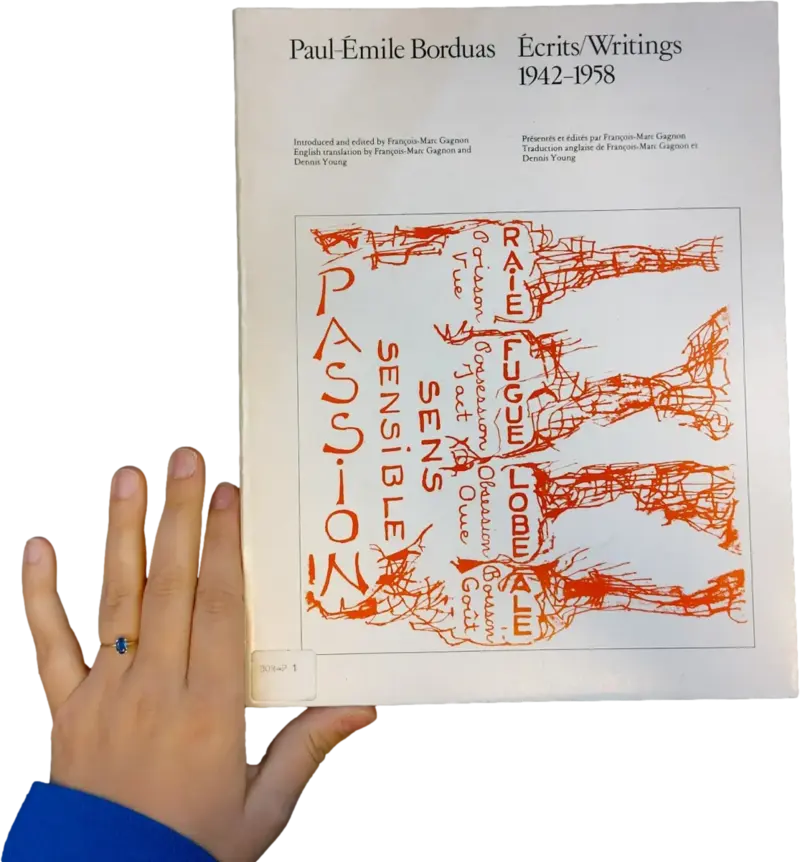 Paul-Émile Borduas
Écrits/Writings
1942–1958
Introduced and edited by François-Marc Gagnon
English translation by François-Marc Gagnon and
Dennis Young
Présentés et édités par François-Marc Gagnon
Traduction anglaise de François-Marc Gagnon et
Dennis Young
PASSiON
SENSiBLE
SENS
Poisson
Vue
RAiE
Possession
Tact
FUGUE
Obsession
Ouie
LOBE
Boisson
Goût
ALE
1